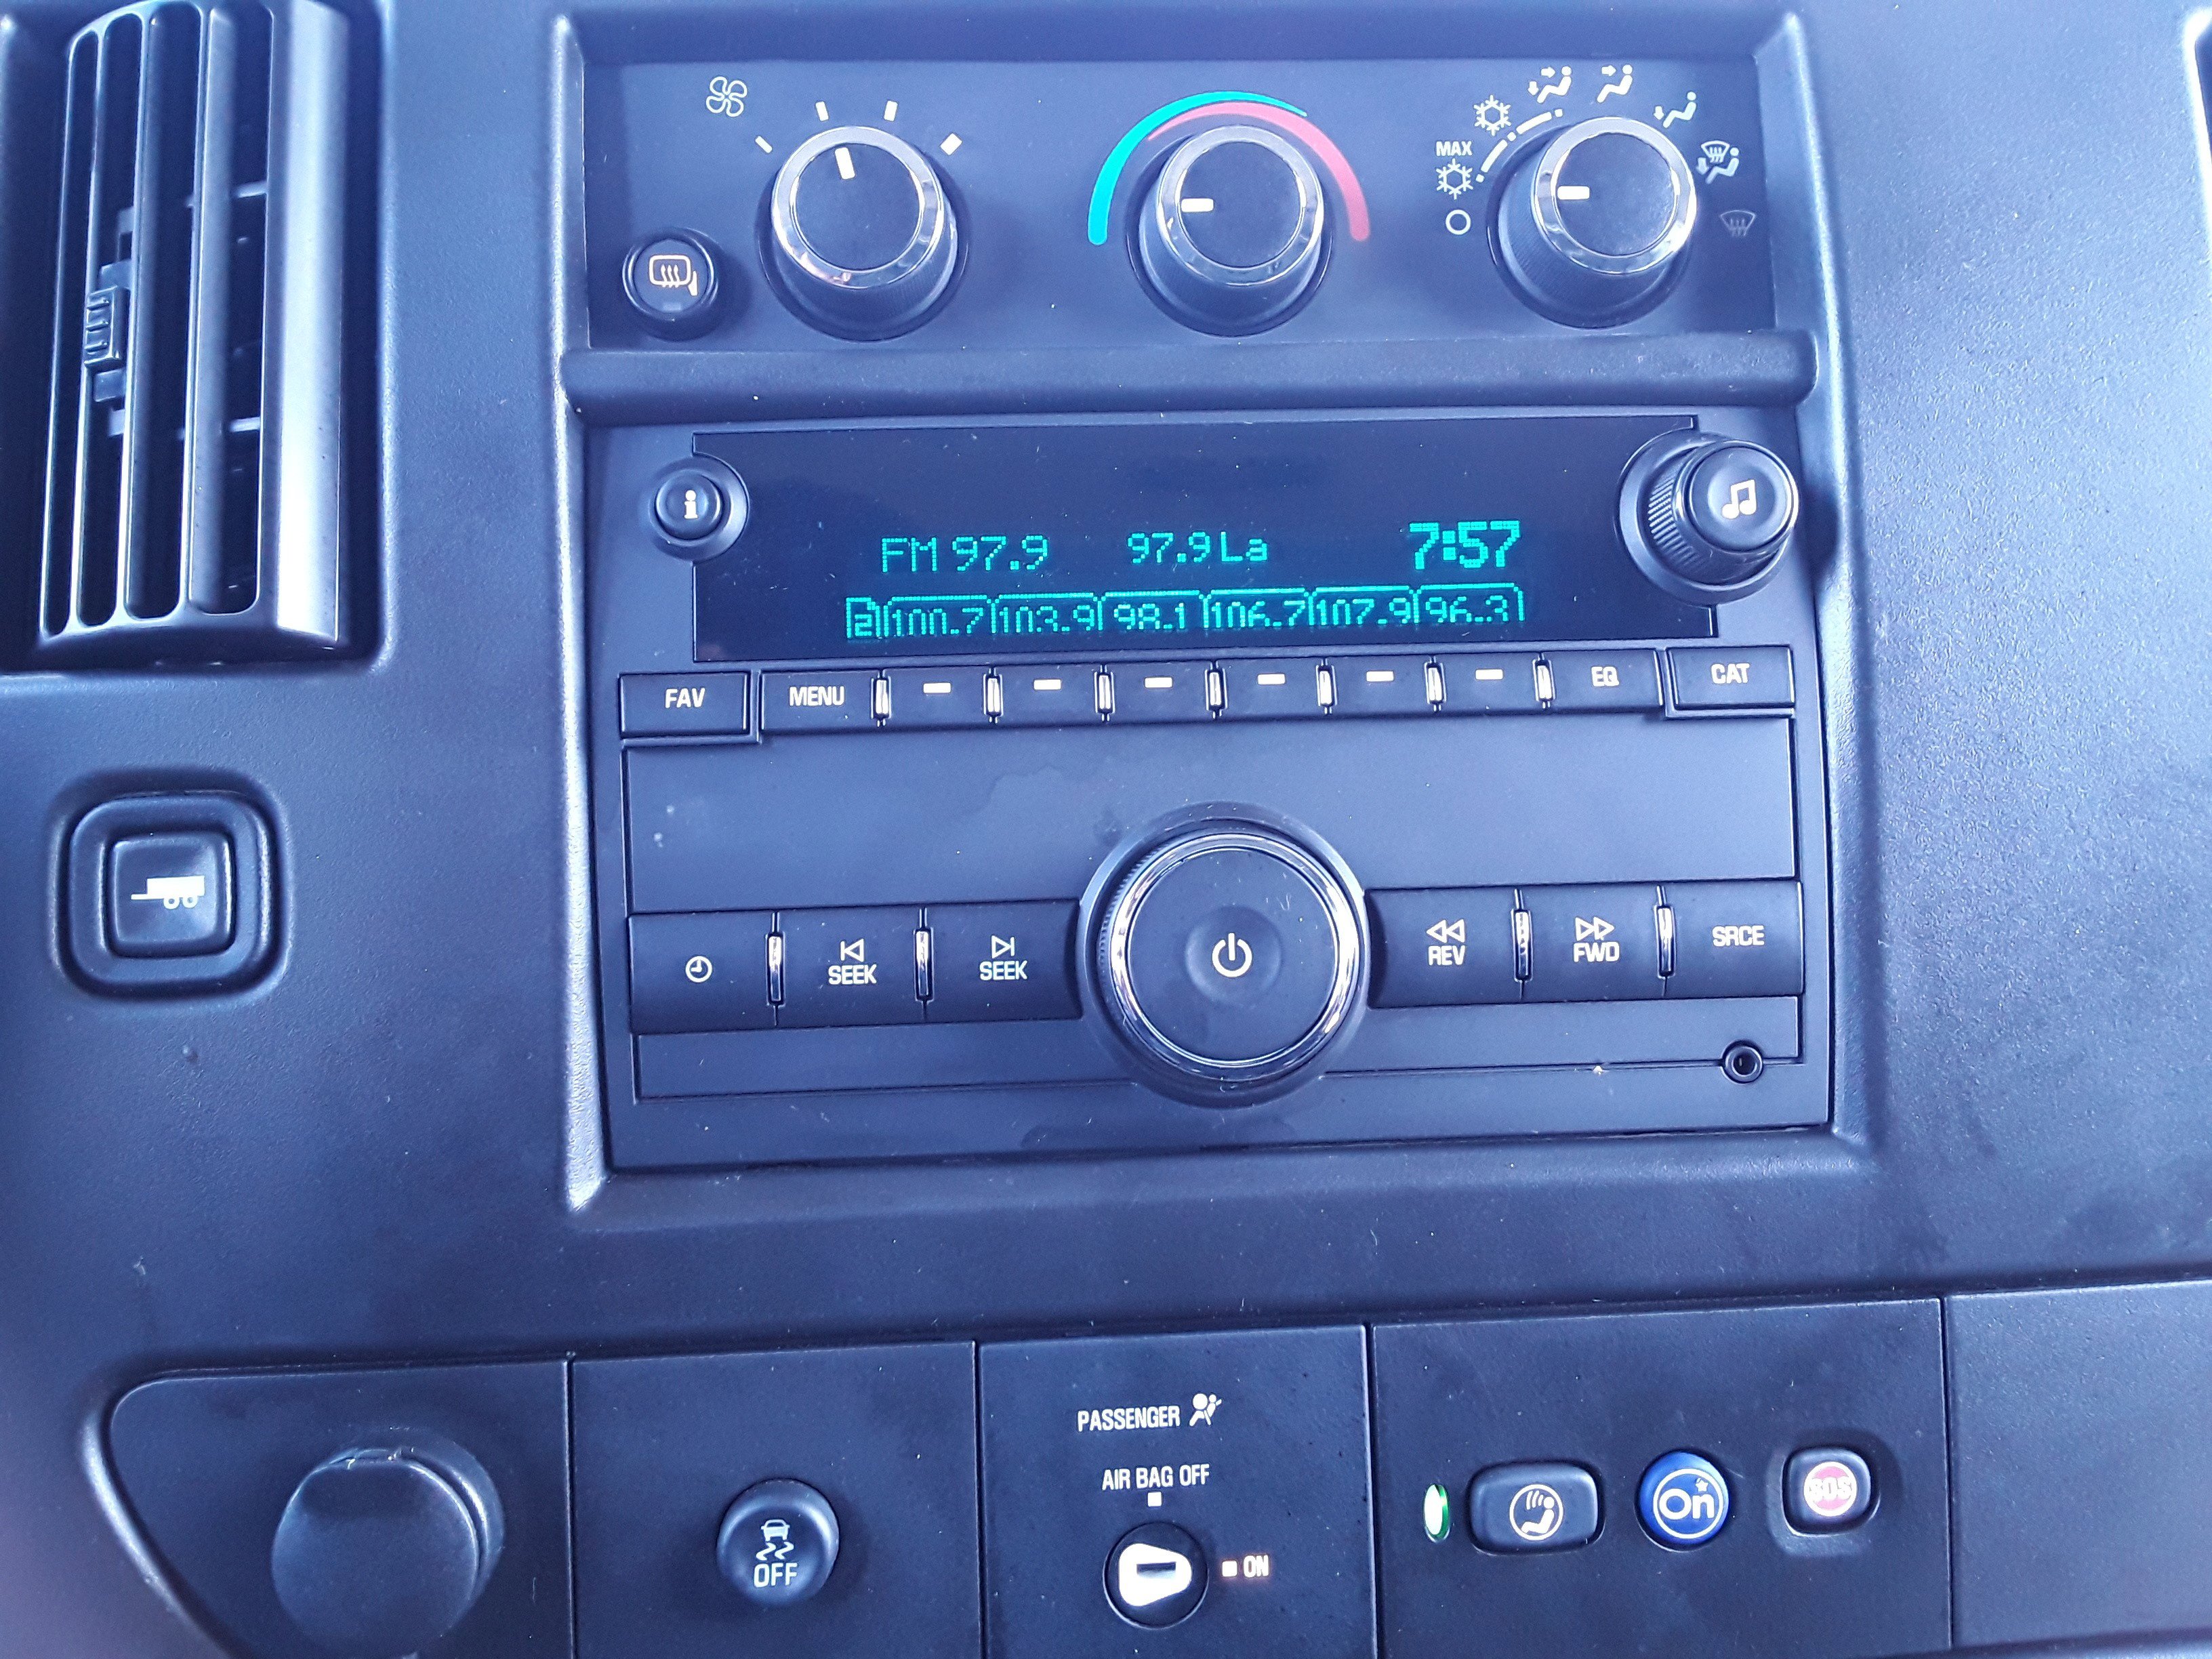 MAX
FM 97.9 97.9 La 7:57
2 100.7 103.9 98.1 106.7 107.9 96.3
FAV MENU EQ CAT
SEEK SEEK REV FWD SRCE
PASSENGER
AIR BAG OFF
ON
OFF
On
SOS